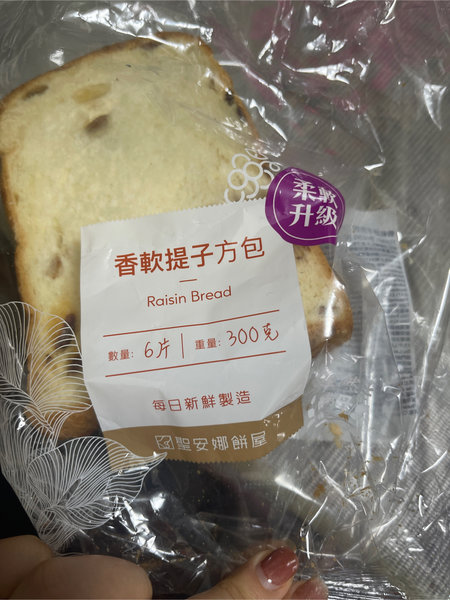 柔軟
升級
香軟提子方包
Raisin Bread
數量: 6片 | 重量: 300克
每日新鮮製造
聖安娜餅屋